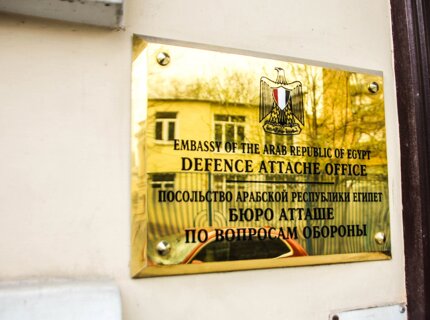 EMBASSY OF THE ARAB REPUBLIC OF EGYPT
DEFENCE ATTACHE OFFICE
ПОСОЛЬСТВО АРАБСКОЙ РЕСПУБЛИКИ ЕГИПЕТ
БЮРО АТТАШЕ
ПО ВОПРОСАМ ОБОРОНЫ